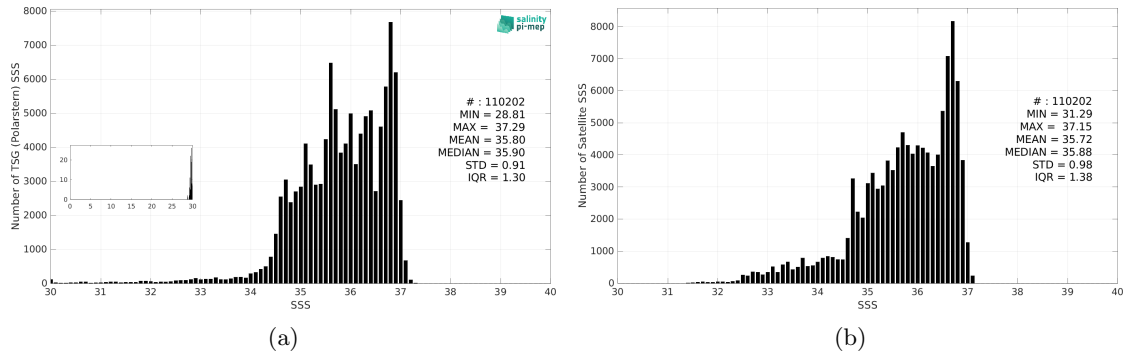 8000
7000
6000
5000
4000
3000
2000
1000
0
Number of TSG (Polarstern) SSS
salinity
pi-mep
# : 110202
MIN = 28.81
MAX = 37.29
MEAN = 35.80
MEDIAN = 35.90
STD = 0.91
IQR = 1.30
20
10
0
0 5 10 15 20 25 30
30 31 32 33 34 35 36 37 38 39 40
SSS
(a)
8000
7000
6000
5000
4000
3000
2000
1000
0
Number of Satellite SSS
# : 110202
MIN = 31.29
MAX = 37.15
MEAN = 35.72
MEDIAN = 35.88
STD = 0.98
IQR = 1.38
30 31 32 33 34 35 36 37 38 39 40
SSS
(b)